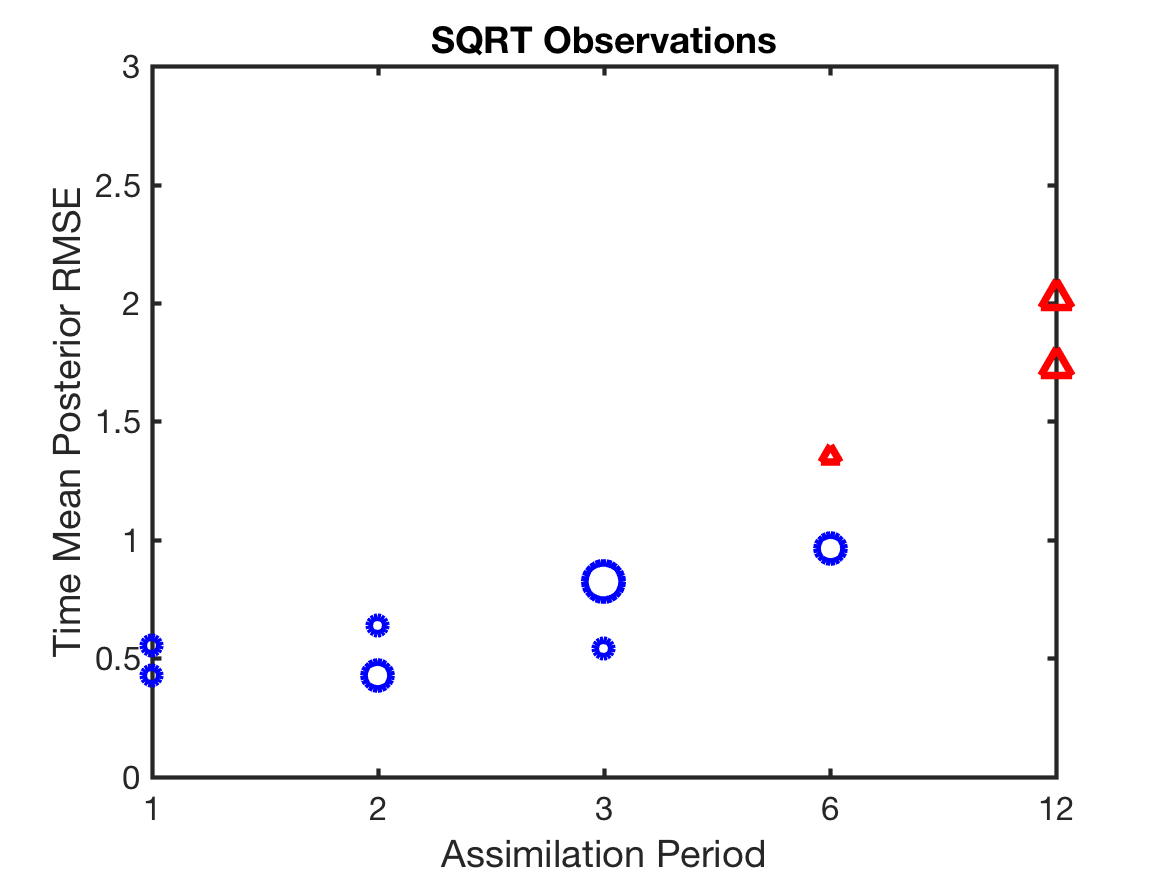 SQRT Observations
Time Mean Posterior RMSE
3
2.5
2
1.5
1
0.5
0
1 2 3 6 12
Assimilation Period